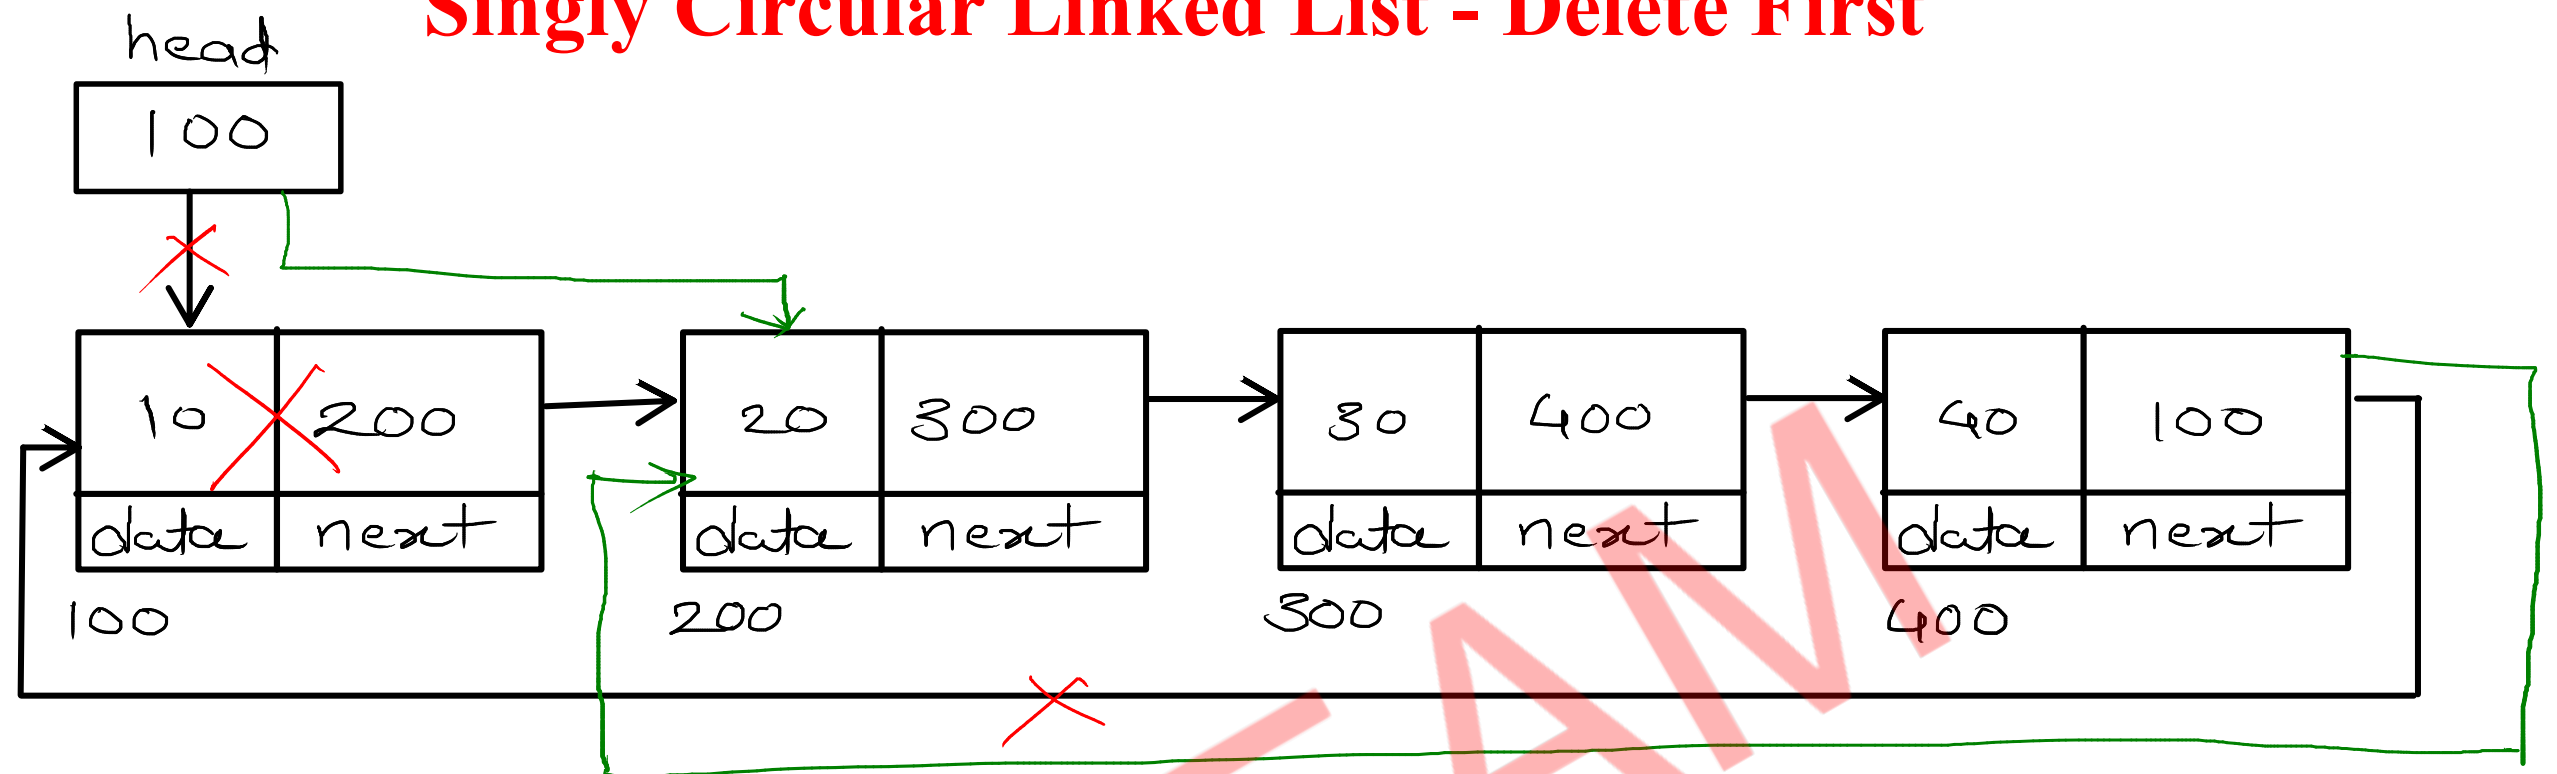 Singly Circular Linked List - Delete First
head
100
10 200 20 300 30 400 40 100
data next data next data next data next
100 200 300 400